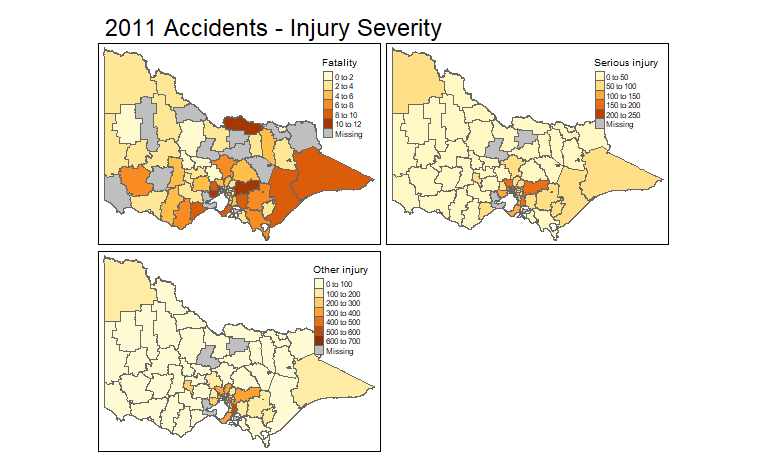 2011 Accidents - Injury Severity
Fatality
0 to 2
2 to 4
4 to 6
6 to 8
8 to 10
10 to 12
Missing
Serious injury
0 to 50
50 to 100
100 to 150
150 to 200
200 to 250
Missing
Other injury
0 to 100
100 to 200
200 to 300
300 to 400
400 to 500
500 to 600
600 to 700
Missing